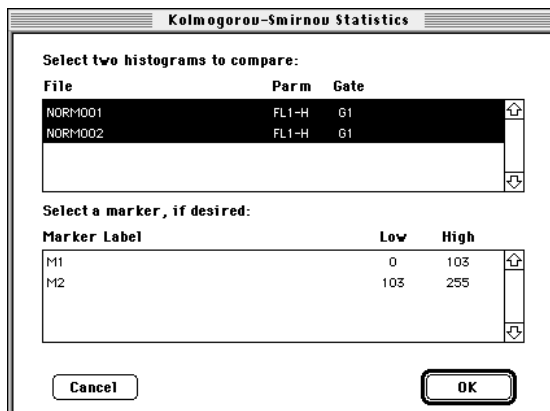 Kolmogorov-Smirnov Statistics
Select two histograms to compare:
File Parm Gate
NORM001 FL1-H G1
NORM002 FL1-H G1
Select a marker, if desired:
Marker Label Low High
M1 0 103
M2 103 255
Cancel OK